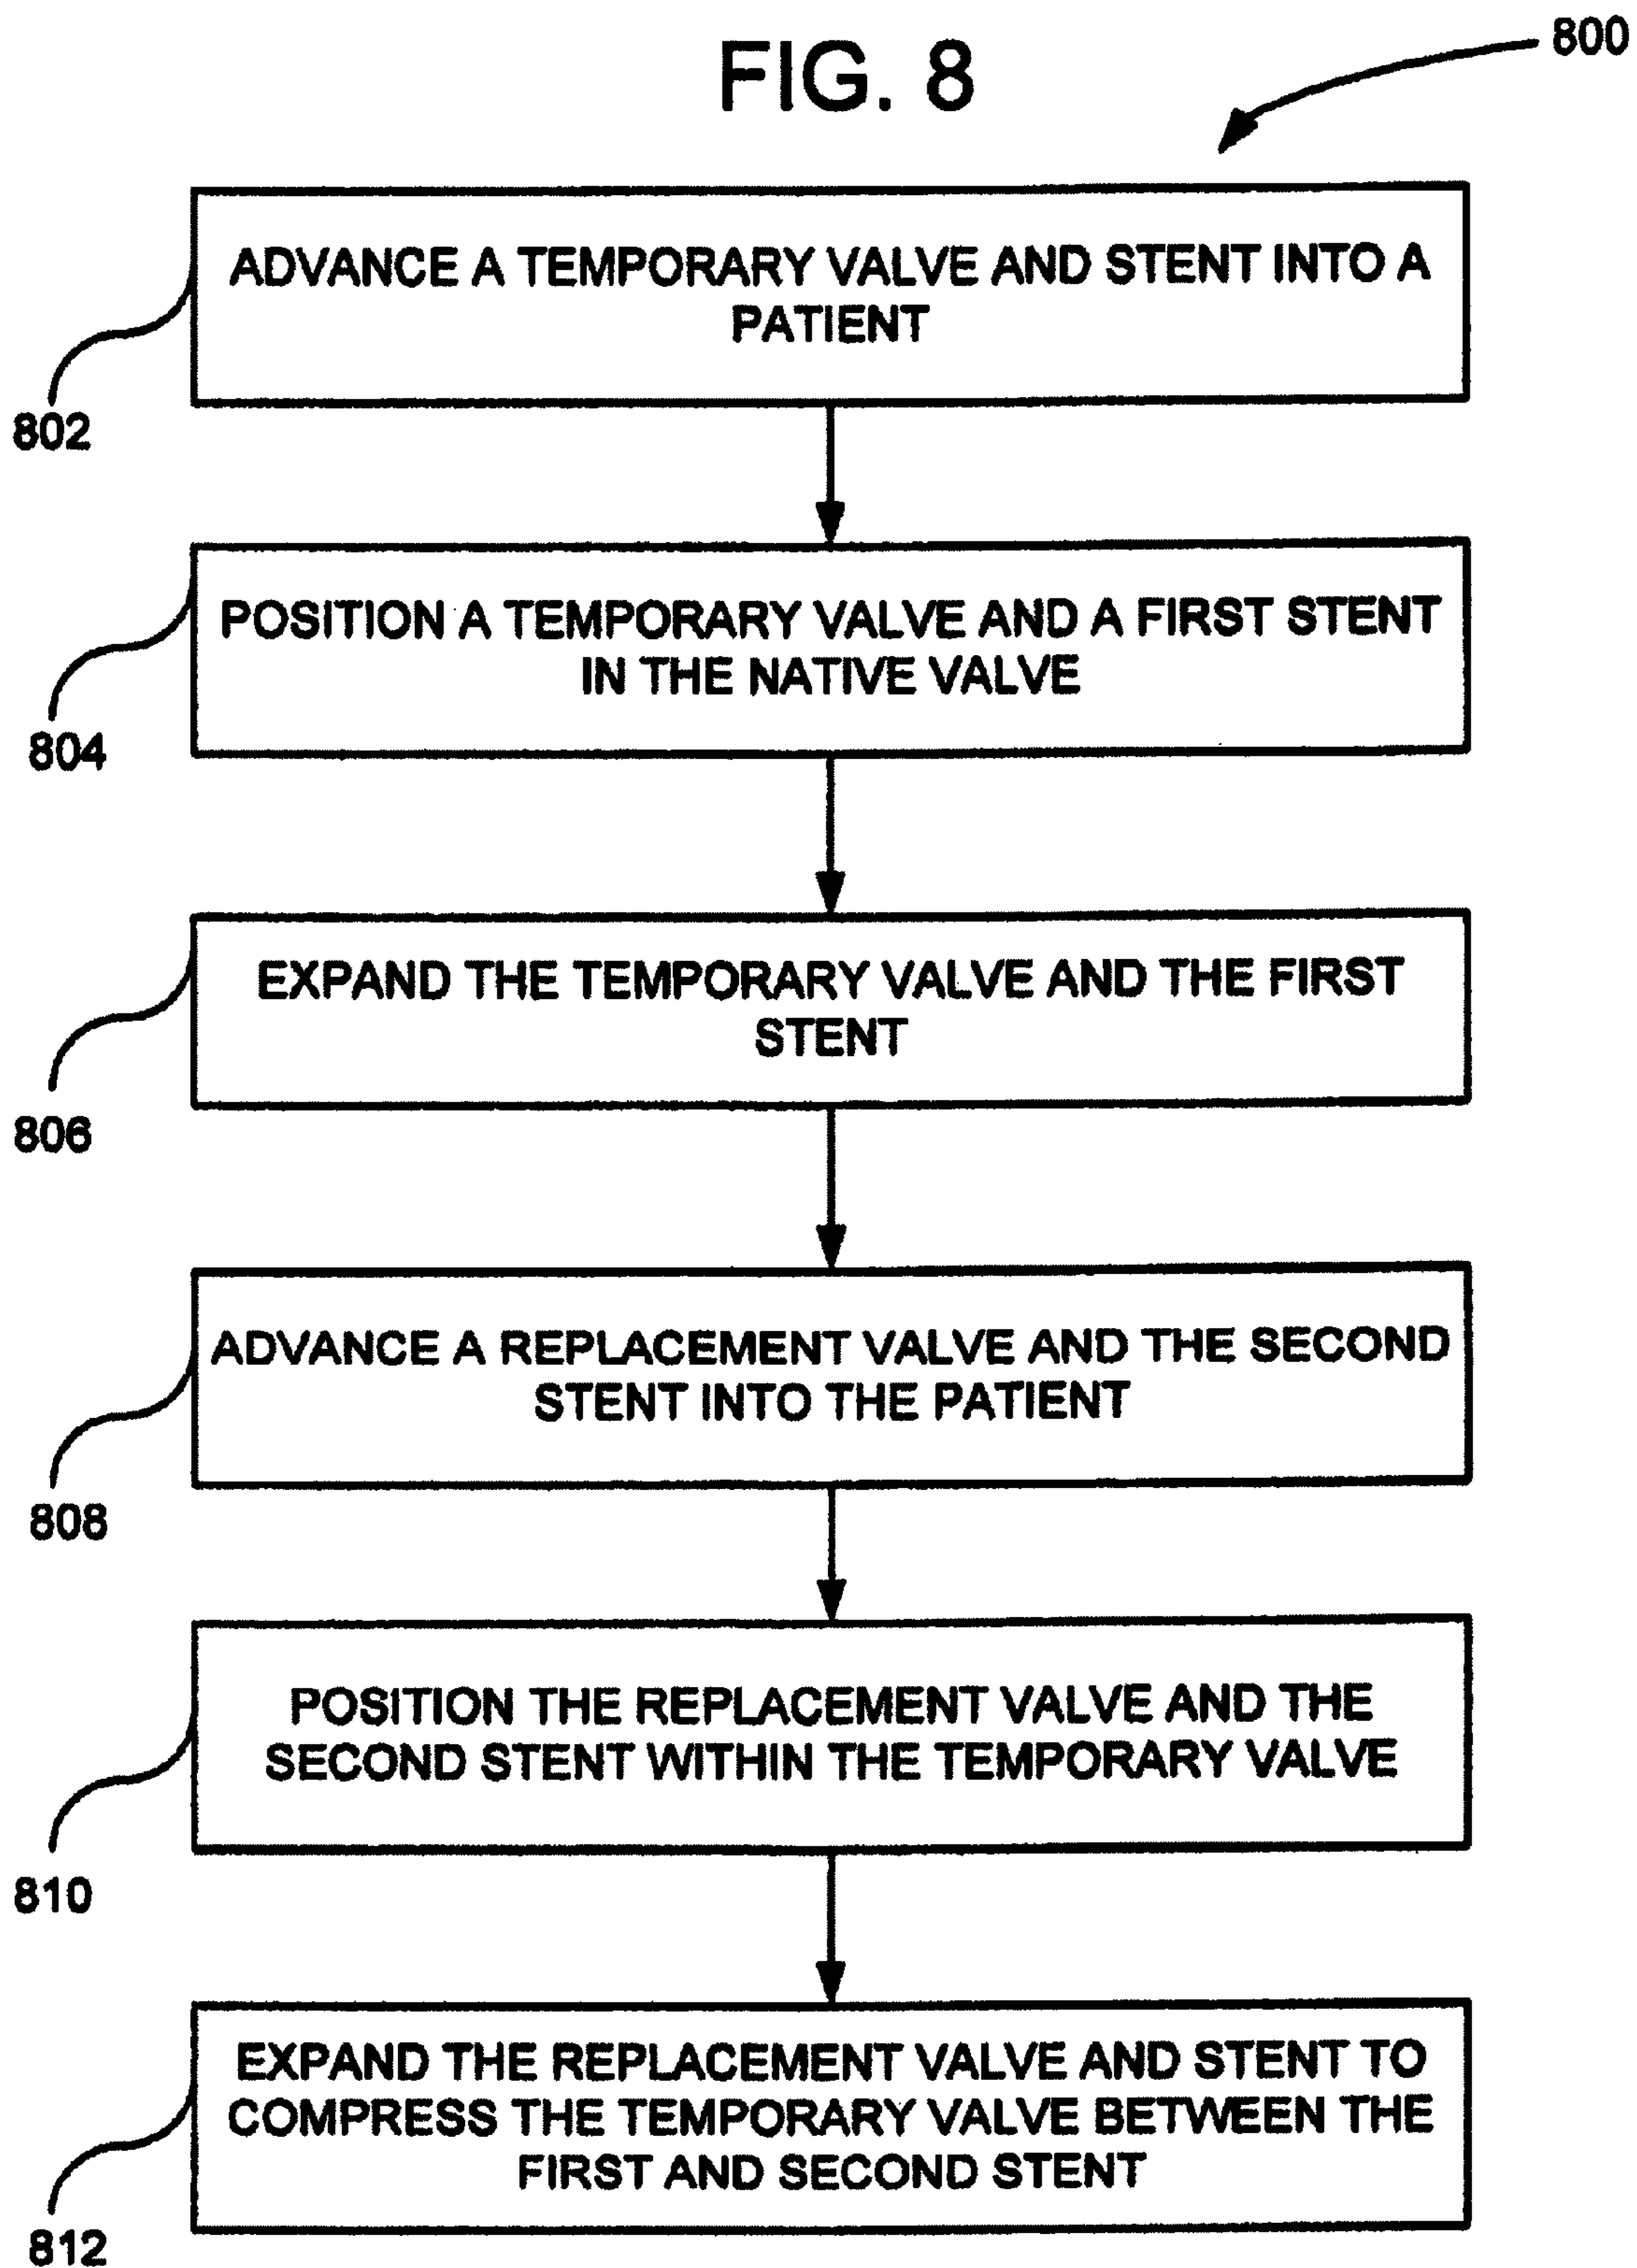 FIG. 8
800
ADVANCE A TEMPORARY VALVE AND STENT INTO A
PATIENT
802
POSITION A TEMPORARY VALVE AND A FIRST STENT
IN THE NATIVE VALVE
804
EXPAND THE TEMPORARY VALVE AND THE FIRST
STENT
806
ADVANCE A REPLACEMENT VALVE AND THE SECOND
STENT INTO THE PATIENT
808
POSITION THE REPLACEMENT VALVE AND THE
SECOND STENT WITHIN THE TEMPORARY VALVE
810
EXPAND THE REPLACEMENT VALVE AND STENT TO
COMPRESS THE TEMPORARY VALVE BETWEEN THE
FIRST AND SECOND STENT
812